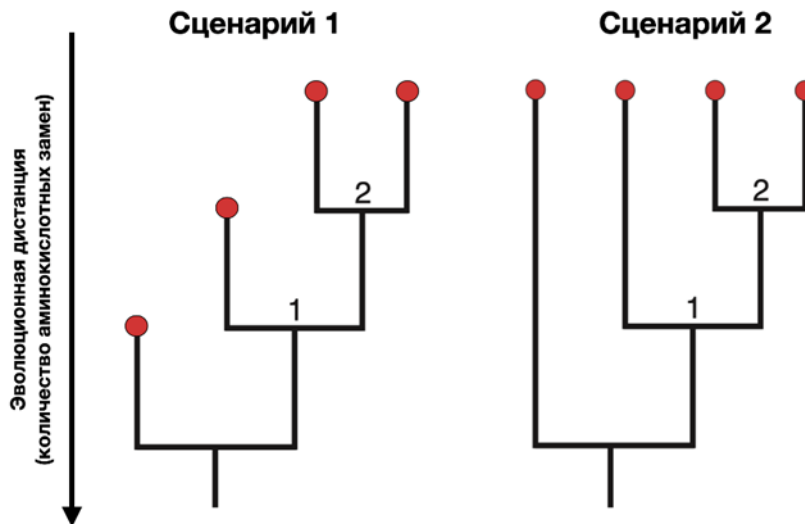 Сценарий 1
Сценарий 2
Эволюционная дистанция
(количество аминокислотных замен)
2
1
2
1